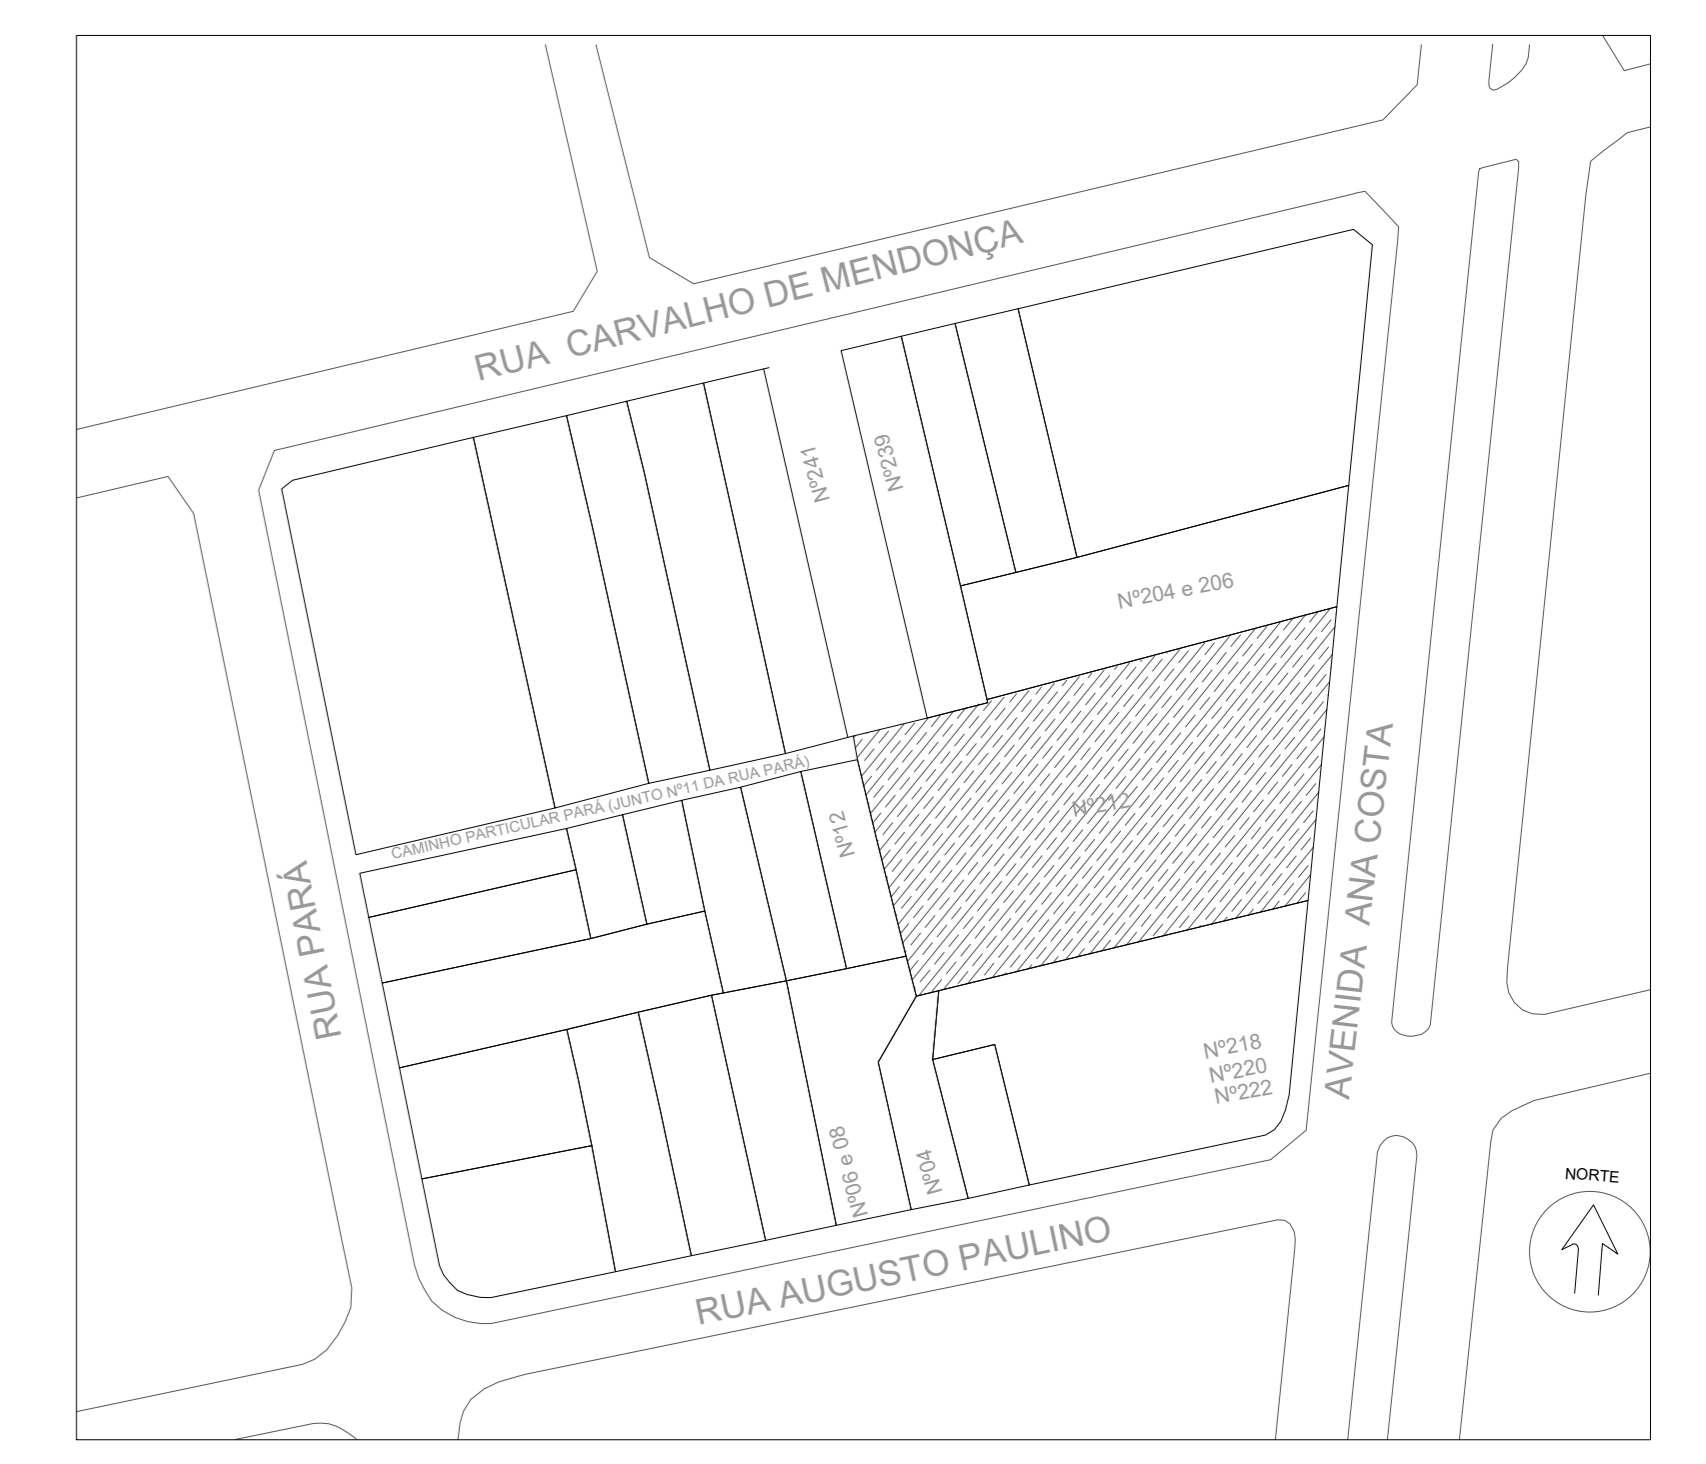 RUA CARVALHO DE MENDONÇA
Nº241
Nº239
Nº204 e 206
CAMINHO PARTICULAR PARÁ (JUNTO Nº11 DA RUA PARÁ)
Nº12
Nº212
AVENIDA ANA COSTA
RUA PARÁ
Nº218
Nº220
Nº222
Nº06 e 08
Nº04
NORTE
RUA AUGUSTO PAULINO